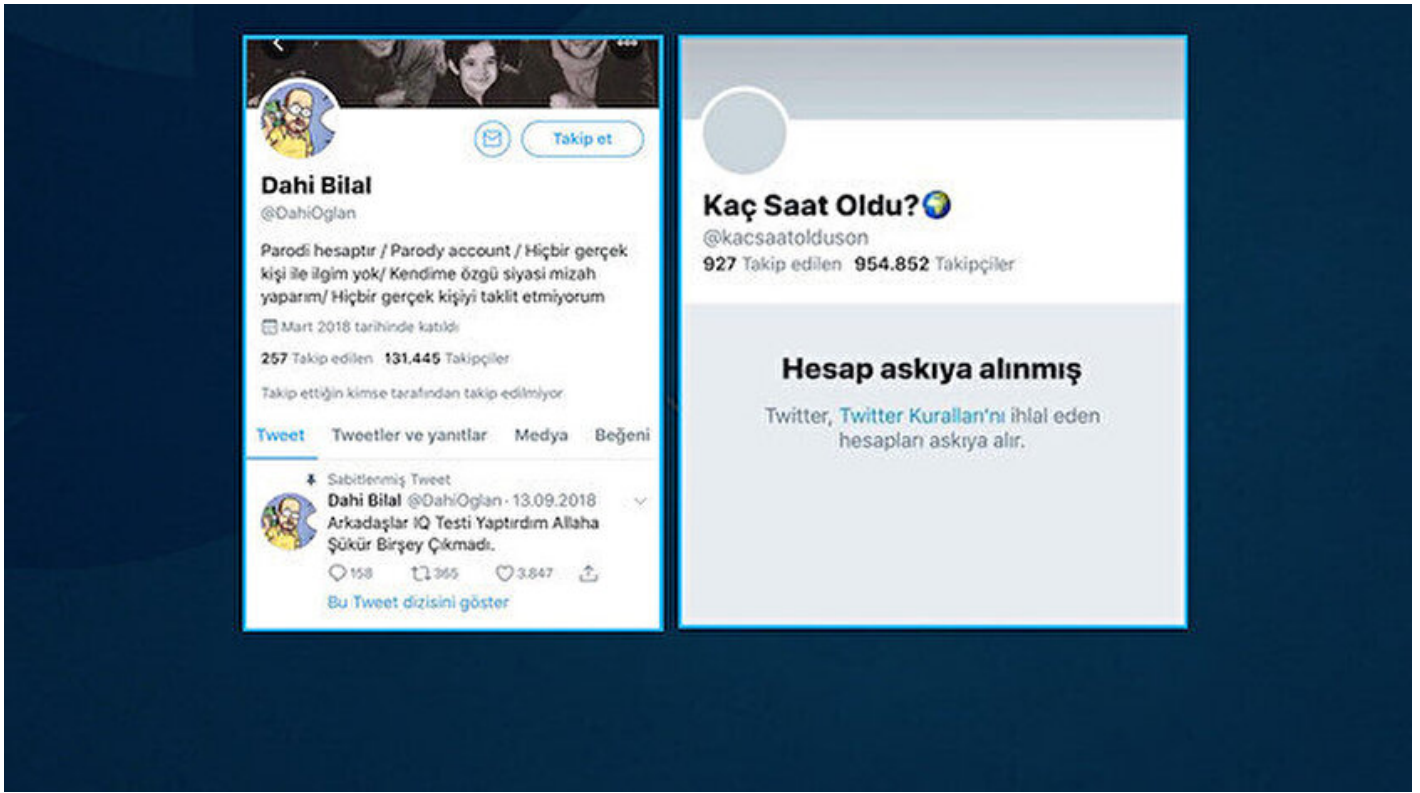 Takip et
Dahi Bilal
@DahiOglan
Parodi hesaptır / Parody account / Hiçbir gerçek
kişi ile ilgim yok/ Kendime özgü siyasi mizah
yaparım/ Hiçbir gerçek kişiyi taklit etmiyorum
Mart 2018 tarihinde katıldı
257 Takip edilen 131.445 Takipçiler
Takip ettiğin kimse tarafından takip edilmiyor
Tweet Tweetler ve yanıtlar Medya Beğeni
Sabitlenmiş Tweet
Dahi Bilal @DahiOglan · 13.09.2018
Arkadaşlar IQ Testi Yaptırdım Allaha
Şükür Birşey Çıkmadı.
158 365 3.847
Bu Tweet dizisini göster
Kaç Saat Oldu?
@kacsaatolduson
927 Takip edilen 954.852 Takipçiler
Hesap askıya alınmış
Twitter, Twitter Kuralları'nı ihlal eden
hesapları askıya alır.